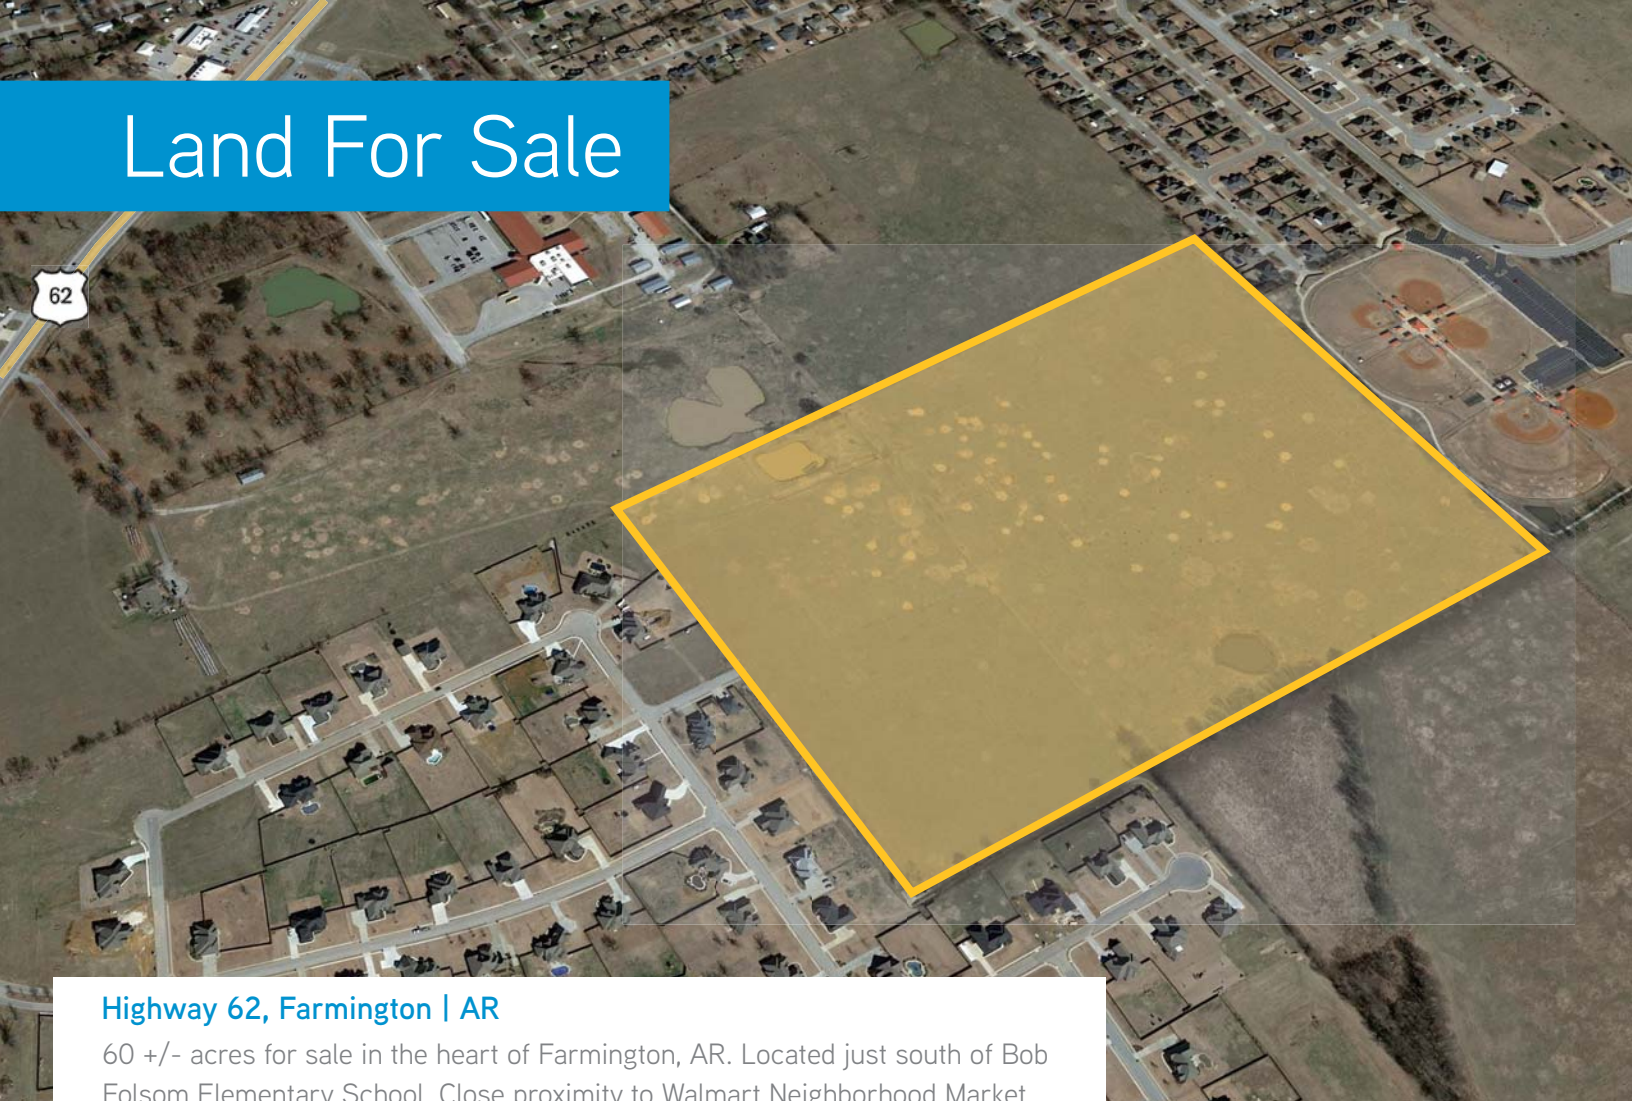 Land For Sale
62
Highway 62, Farmington | AR
60 +/- acres for sale in the heart of Farmington, AR. Located just south of Bob
Folsom Elementary School. Close proximity to Walmart Neighborhood Market,